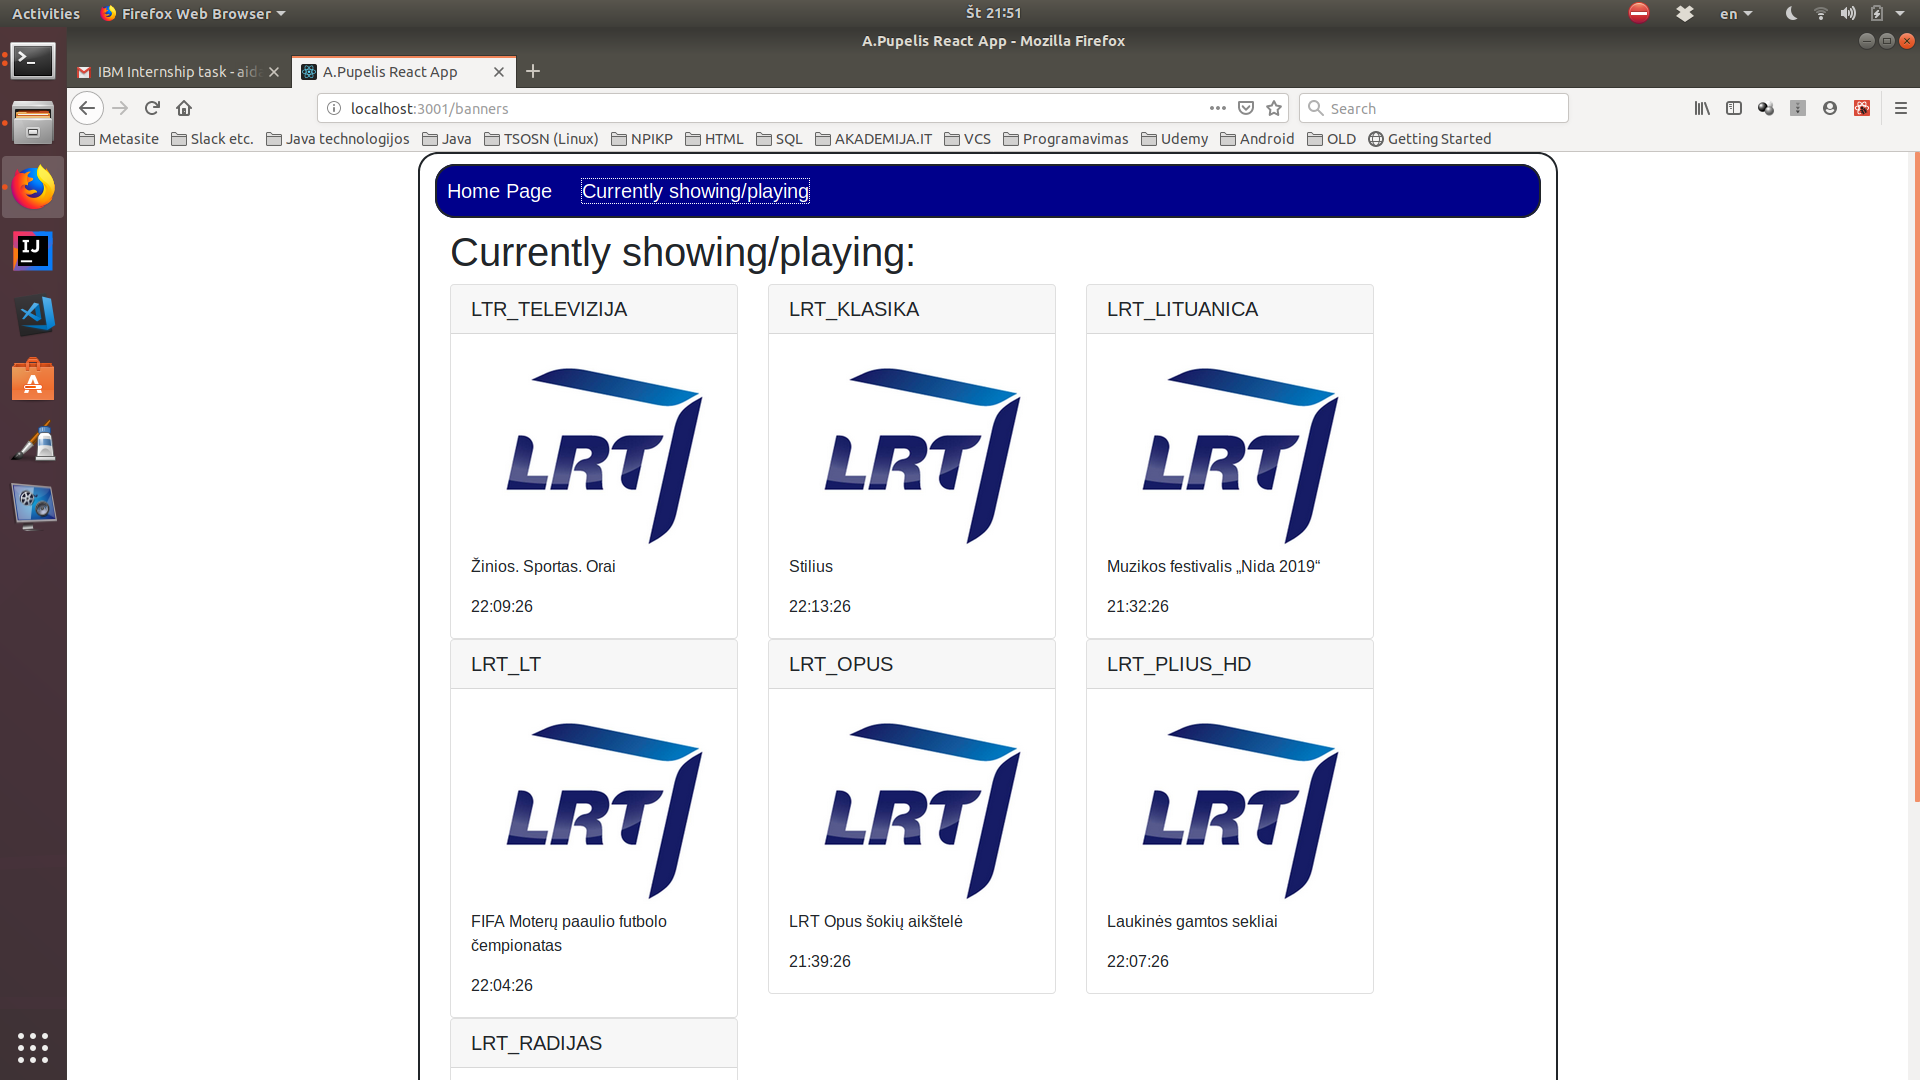 Activities
Firefox Web Browser
Št 21:51
en
A.Pupelis React App - Mozilla Firefox
IBM Internship task - aid
A.Pupelis React App
localhost:3001/banners
Search
Metasite
Slack etc.
Java technologijos
Java
TSOSN (Linux)
NPIKP
HTML
SQL
AKADEMIJA.IT
VCS
Programavimas
Udemy
Android
OLD
Getting Started
Home Page
Currently showing/playing
Currently showing/playing:
LTR_TELEVIZIJA
LRT
Žinios. Sportas. Orai
22:09:26
LRT_KLASIKA
LRT
Stilius
22:13:26
LRT_LITUANICA
LRT
Muzikos festivalis „Nida 2019“
21:32:26
LRT_LT
LRT
FIFA Moterų paaulio futbolo
čempionatas
22:04:26
LRT_OPUS
LRT
LRT Opus šokių aikštelė
21:39:26
LRT_PLIUS_HD
LRT
Laukinės gamtos sekliai
22:07:26
LRT_RADIJAS
IJ